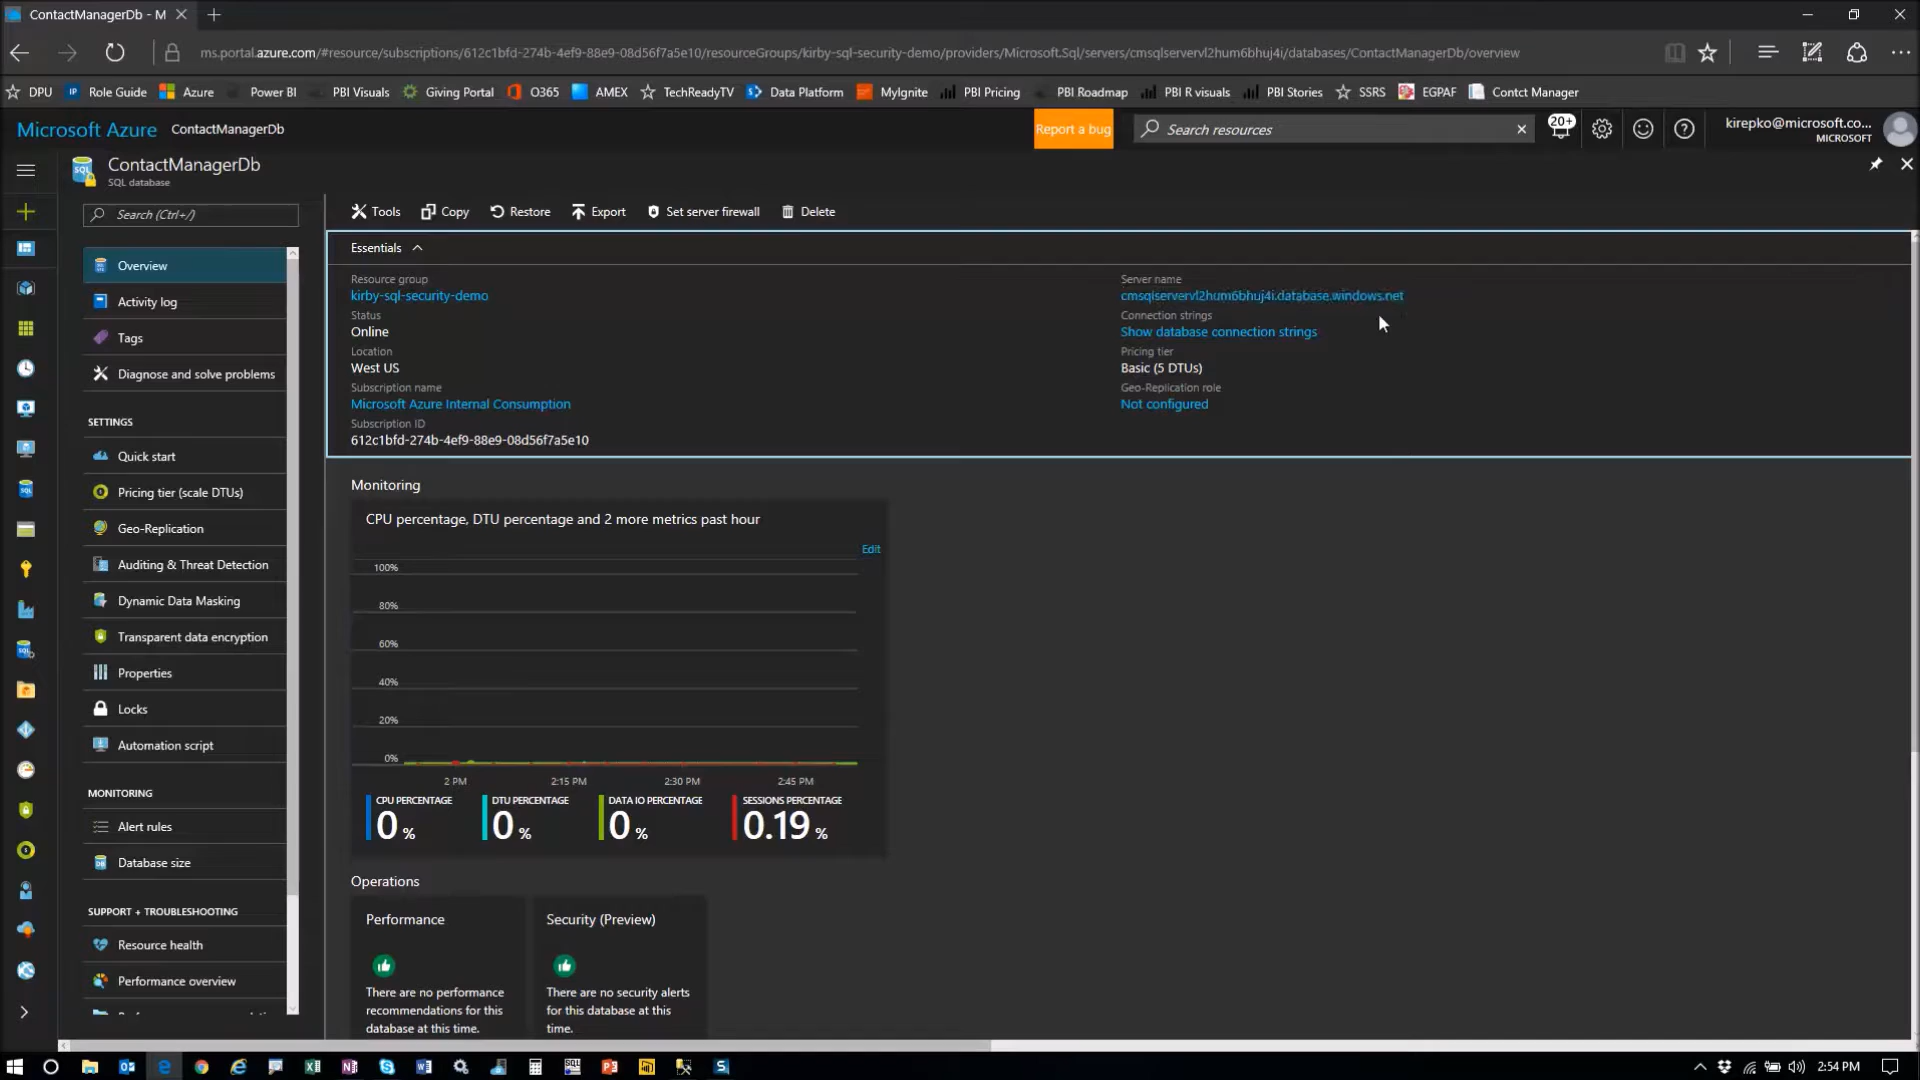 ContactManagerDb - M
ms.portal.azure.com/#resource/subscriptions/612c1bfd-274b-4ef9-88e9-08d56f7a5e10/resourceGroups/kirby-sql-security-demo/providers/Microsoft.Sql/servers/cmsqlservervl2hum6bhuj4i/databases/ContactManagerDb/overview
DPU Role Guide Azure Power BI PBI Visuals Giving Portal O365 AMEX TechReadyTV Data Platform MyIgnite PBI Pricing PBI Roadmap PBI R visuals PBI Stories SSRS EGPAF Contct Manager
Microsoft Azure ContactManagerDb
Report a bug
Search resources
20+
kirepko@microsoft.co...
MICROSOFT
ContactManagerDb
SQL database
Search (Ctrl+/)
Overview
Activity log
Tags
Diagnose and solve problems
SETTINGS
Quick start
Pricing tier (scale DTUs)
Geo-Replication
Auditing & Threat Detection
Dynamic Data Masking
Transparent data encryption
Properties
Locks
Automation script
MONITORING
Alert rules
Database size
SUPPORT + TROUBLESHOOTING
Resource health
Performance overview
Tools Copy Restore Export Set server firewall Delete
Essentials
Resource group
kirby-sql-security-demo
Status
Online
Location
West US
Subscription name
Microsoft Azure Internal Consumption
Subscription ID
612c1bfd-274b-4ef9-88e9-08d56f7a5e10
Server name
cmsqlservervl2hum6bhuj4i.database.windows.net
Connection strings
Show database connection strings
Pricing tier
Basic (5 DTUs)
Geo-Replication role
Not configured
Monitoring
CPU percentage, DTU percentage and 2 more metrics past hour
Edit
100%
80%
60%
40%
20%
0%
2 PM 2:15 PM 2:30 PM 2:45 PM
CPU PERCENTAGE
0 %
DTU PERCENTAGE
0 %
DATA IO PERCENTAGE
0 %
SESSIONS PERCENTAGE
0.19 %
Operations
Performance
There are no performance
recommendations for this
database at this time.
Security (Preview)
There are no security alerts
for this database at this
time.
2:54 PM